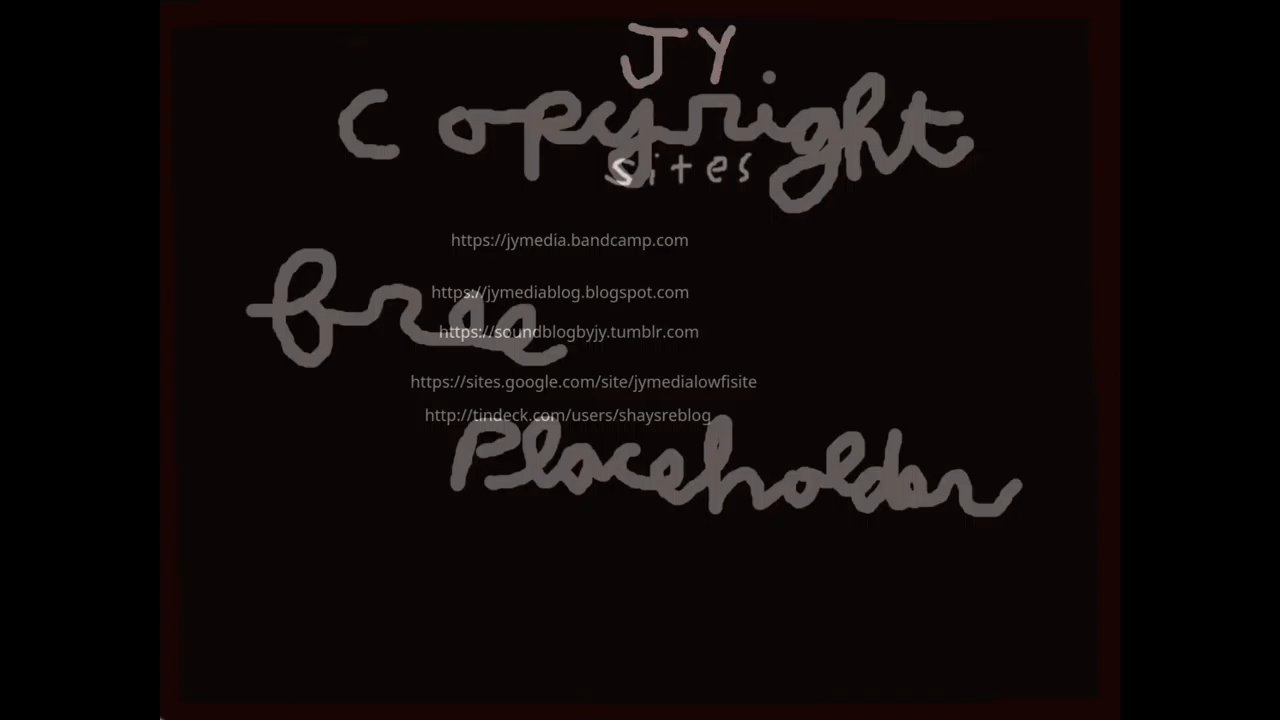 JY
Copyright
sites
https://jymedia.bandcamp.com
free
https://jymediablog.blogspot.com
https://soundblogbyjy.tumblr.com
https://sites.google.com/site/jymedialowfisite
http://tindeck.com/users/shaysreblog
Placeholder